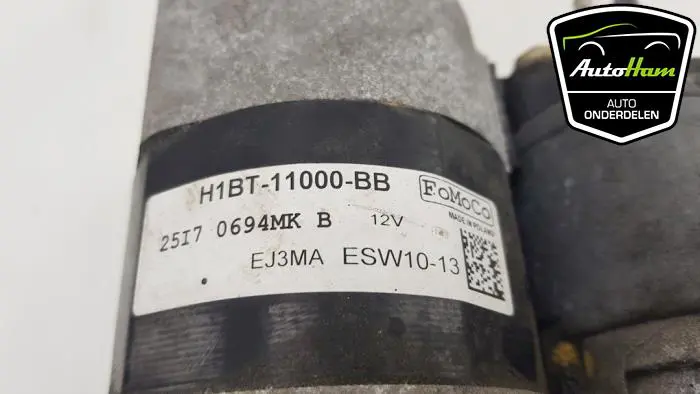 H1BT-11000-BB
FoMoCo
25I7 0694MK B
12V
MADE IN POLAND
EJ3MA ESW10-13
AutoHam
AUTO
ONDERDELEN